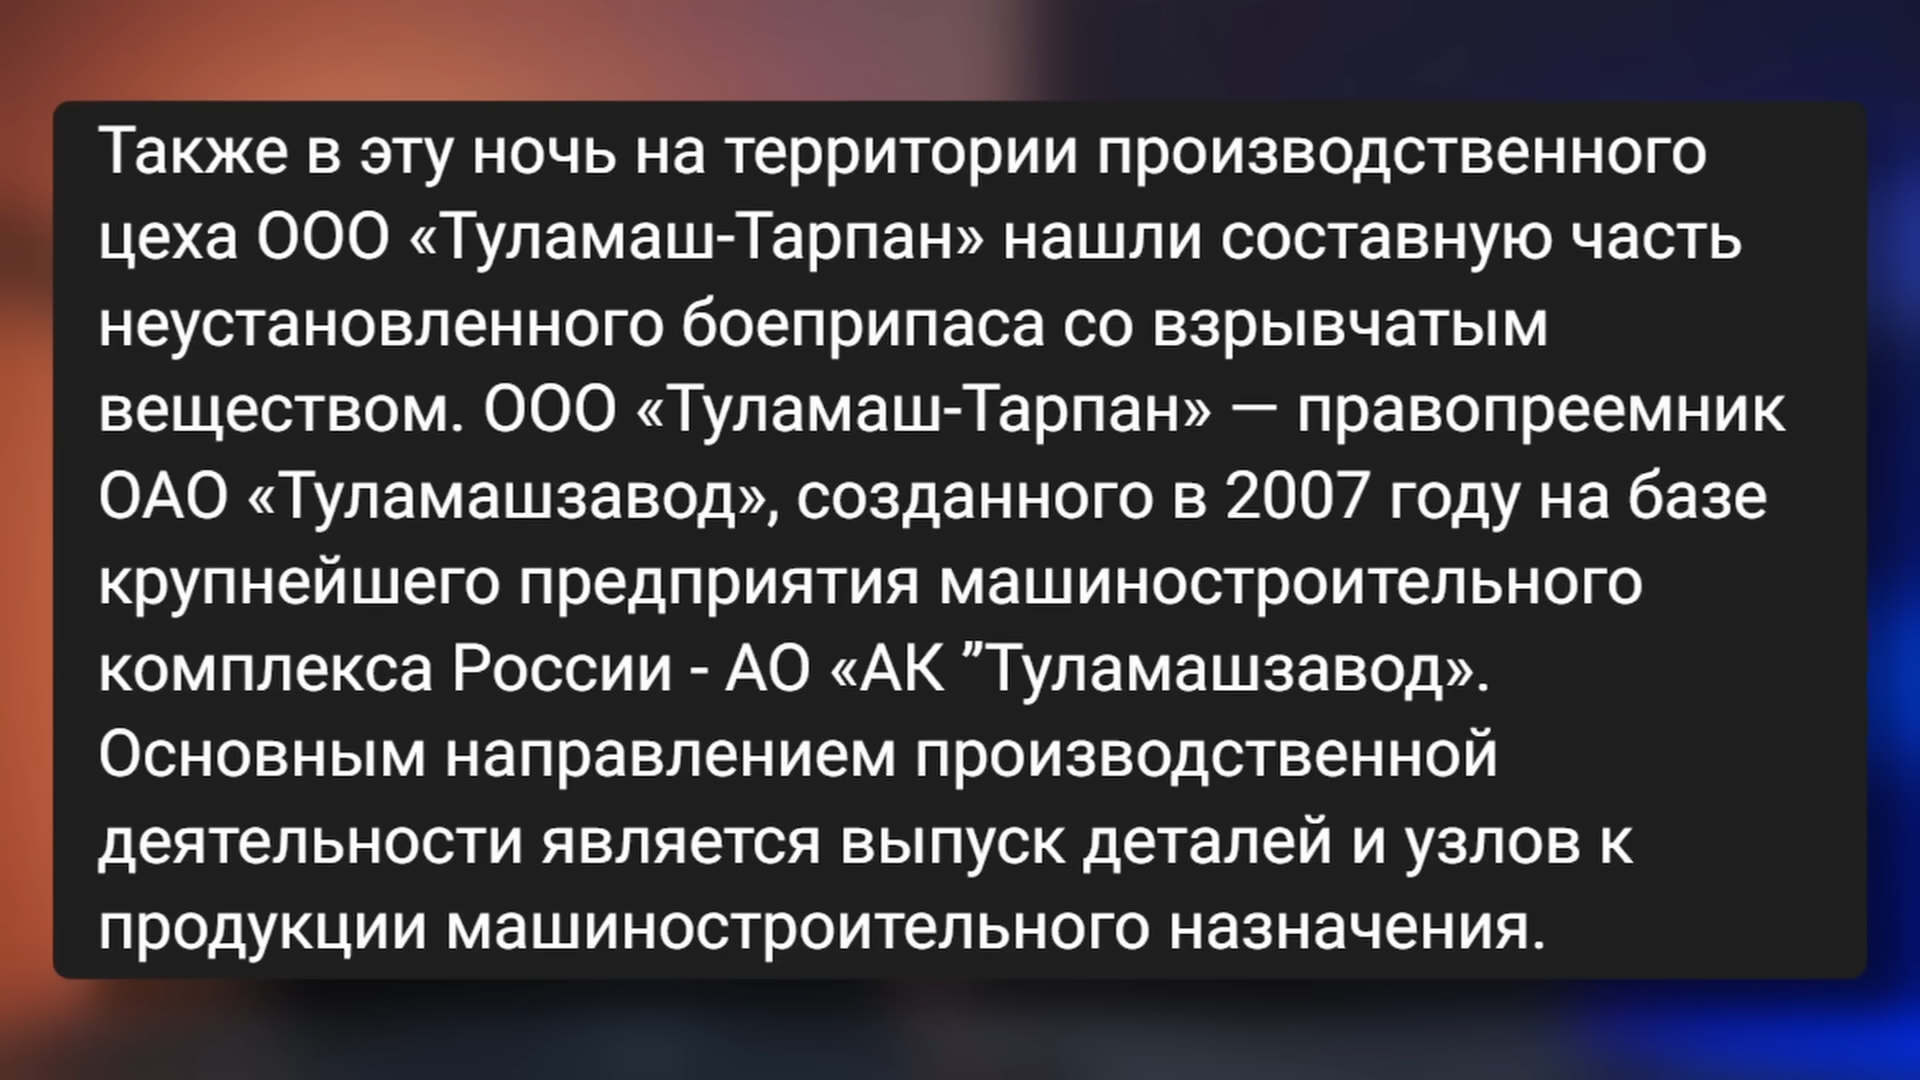 Также в эту ночь на территории производственного
цеха ООО «Туламаш-Тарпан» нашли составную часть
неустановленного боеприпаса со взрывчатым
веществом. ООО «Туламаш-Тарпан» — правопреемник
ОАО «Туламашзавод», созданного в 2007 году на базе
крупнейшего предприятия машиностроительного
комплекса России - АО «АК ”Туламашзавод».
Основным направлением производственной
деятельности является выпуск деталей и узлов к
продукции машиностроительного назначения.